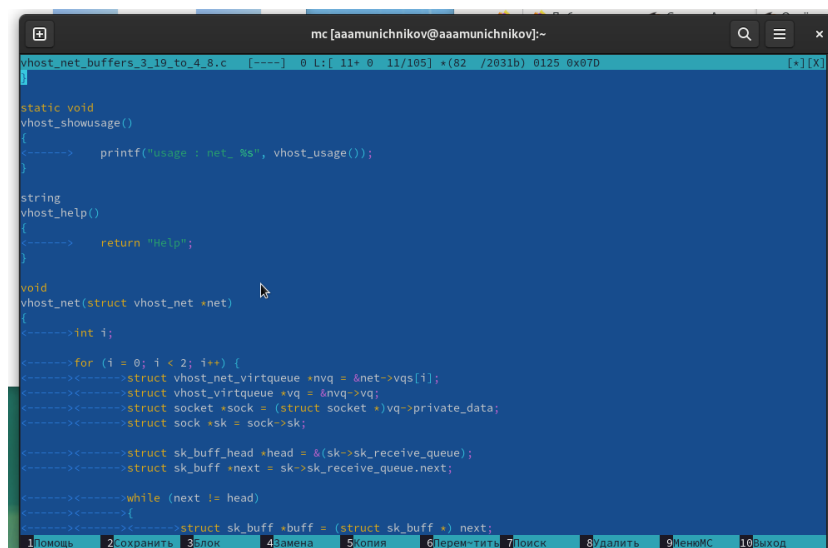 mc [aaamunichnikov@aaamunichnikov]:~
vhost_net_buffers_3_19_to_4_8.c [----] 0 L:[ 11+ 0 11/105] *(82 /2031b) 0125 0x07D [*][X]
}
static void
vhost_showusage()
{
<------> printf("usage : net_ %s", vhost_usage());
}
string
vhost_help()
{
<------> return "Help";
}
void
vhost_net(struct vhost_net *net)
{
<------>int i;
<------>for (i = 0; i < 2; i++) {
<------><------>struct vhost_net_virtqueue *nvq = &net->vqs[i];
<------><------>struct vhost_virtqueue *vq = &nvq->vq;
<------><------>struct socket *sock = (struct socket *)vq->private_data;
<------><------>struct sock *sk = sock->sk;
<------><------>struct sk_buff_head *head = &(sk->sk_receive_queue);
<------><------>struct sk_buff *next = sk->sk_receive_queue.next;
<------><------>while (next != head)
<------><------>{
<------><------><------>struct sk_buff *buff = (struct sk_buff *) next;
1Помощь 2Сохранить 3Блок 4Замена 5Копия 6Перем~тить 7Поиск 8Удалить 9МенюМС 10Выход